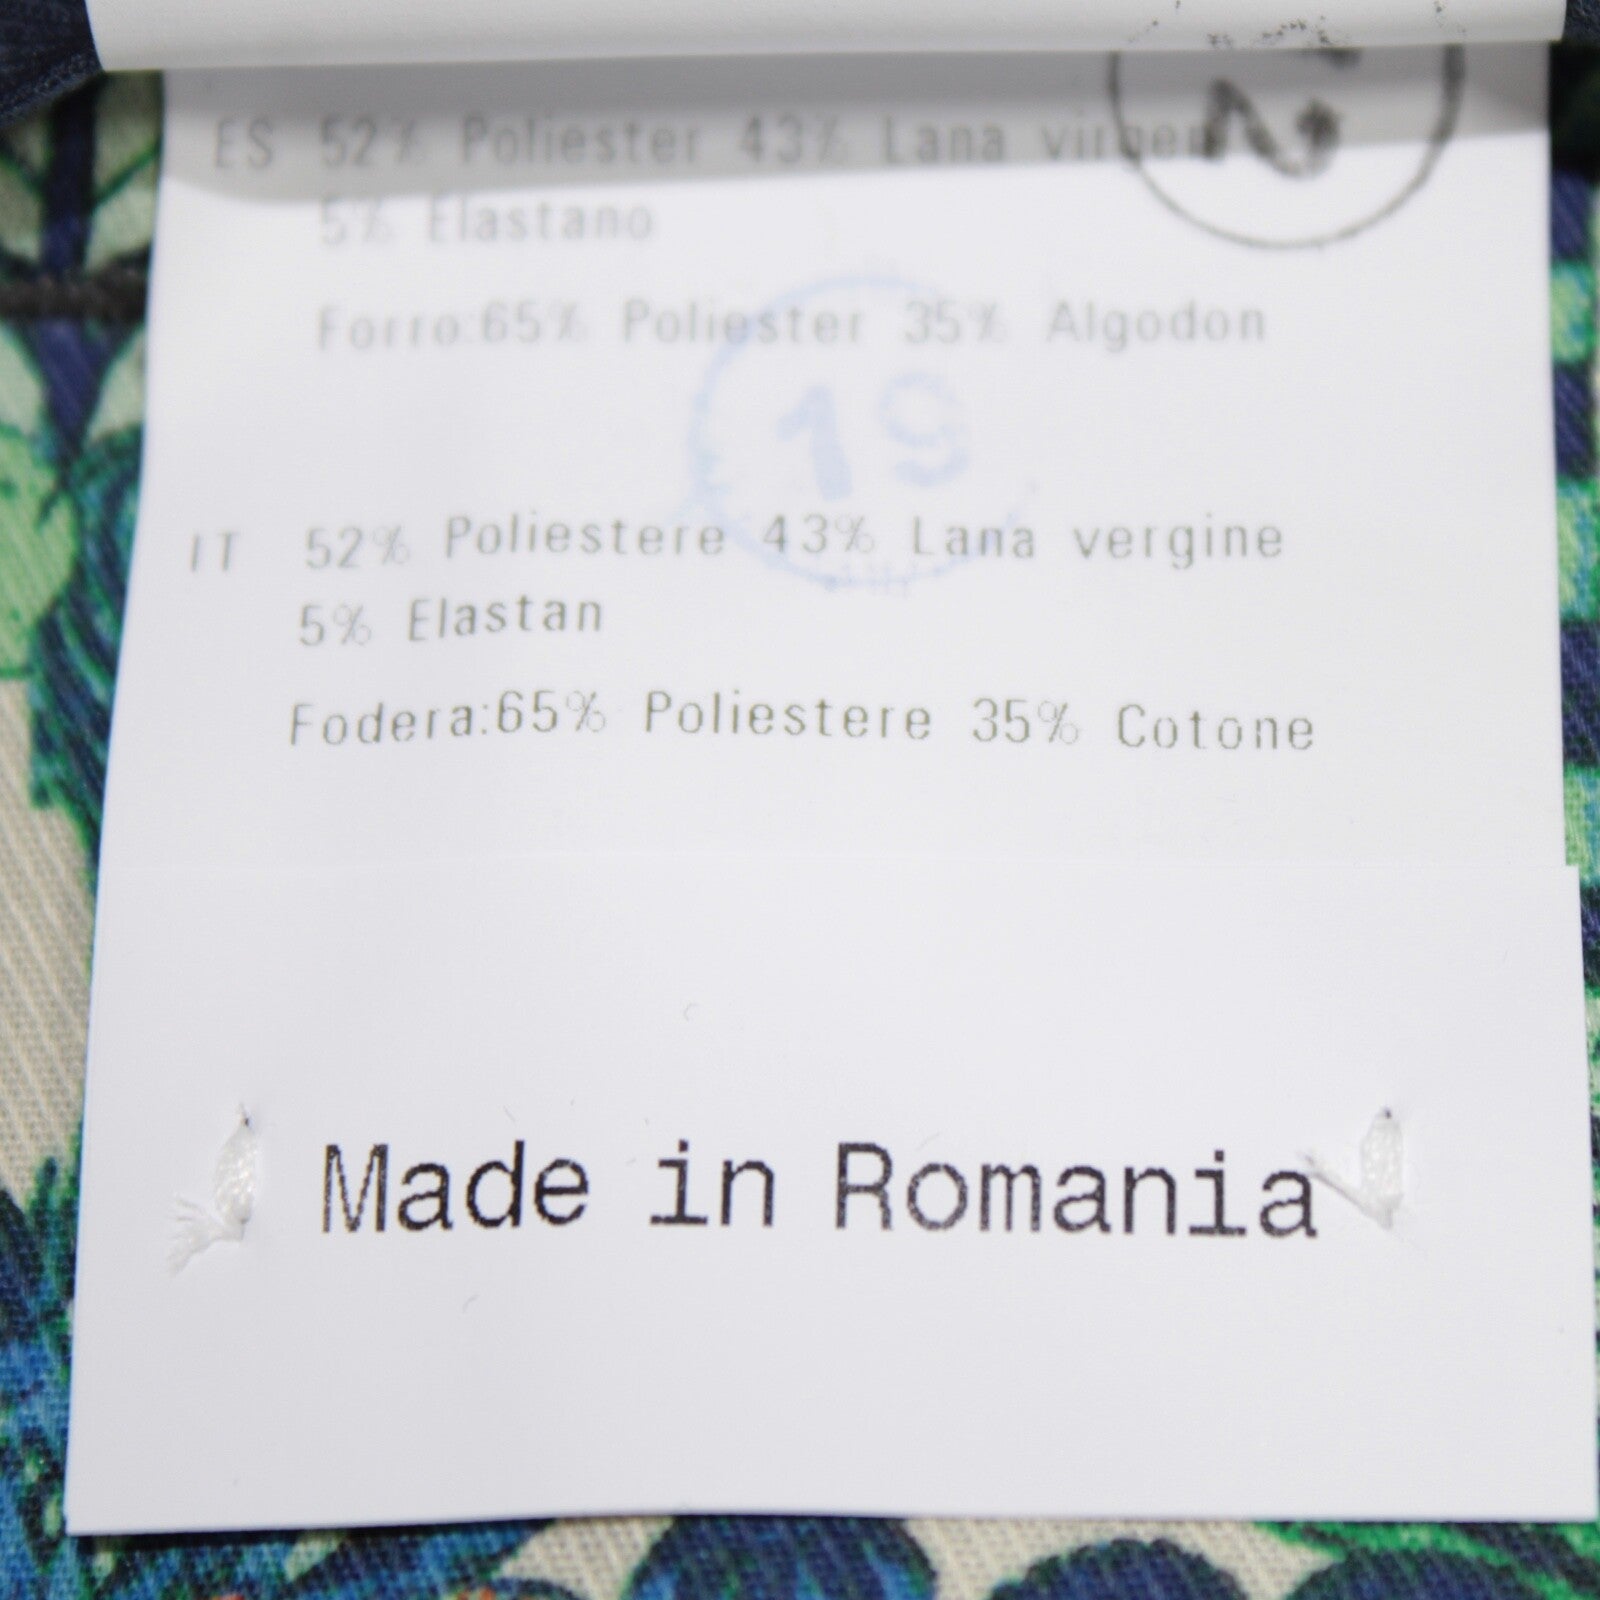 ES 52% Poliester 43% Lana virgen
5% Elastano
Forro:65% Poliester 35% Algodon
19
IT 52% Poliestere 43% Lana vergine
5% Elastan
Fodera:65% Poliestere 35% Cotone
Made in Romania